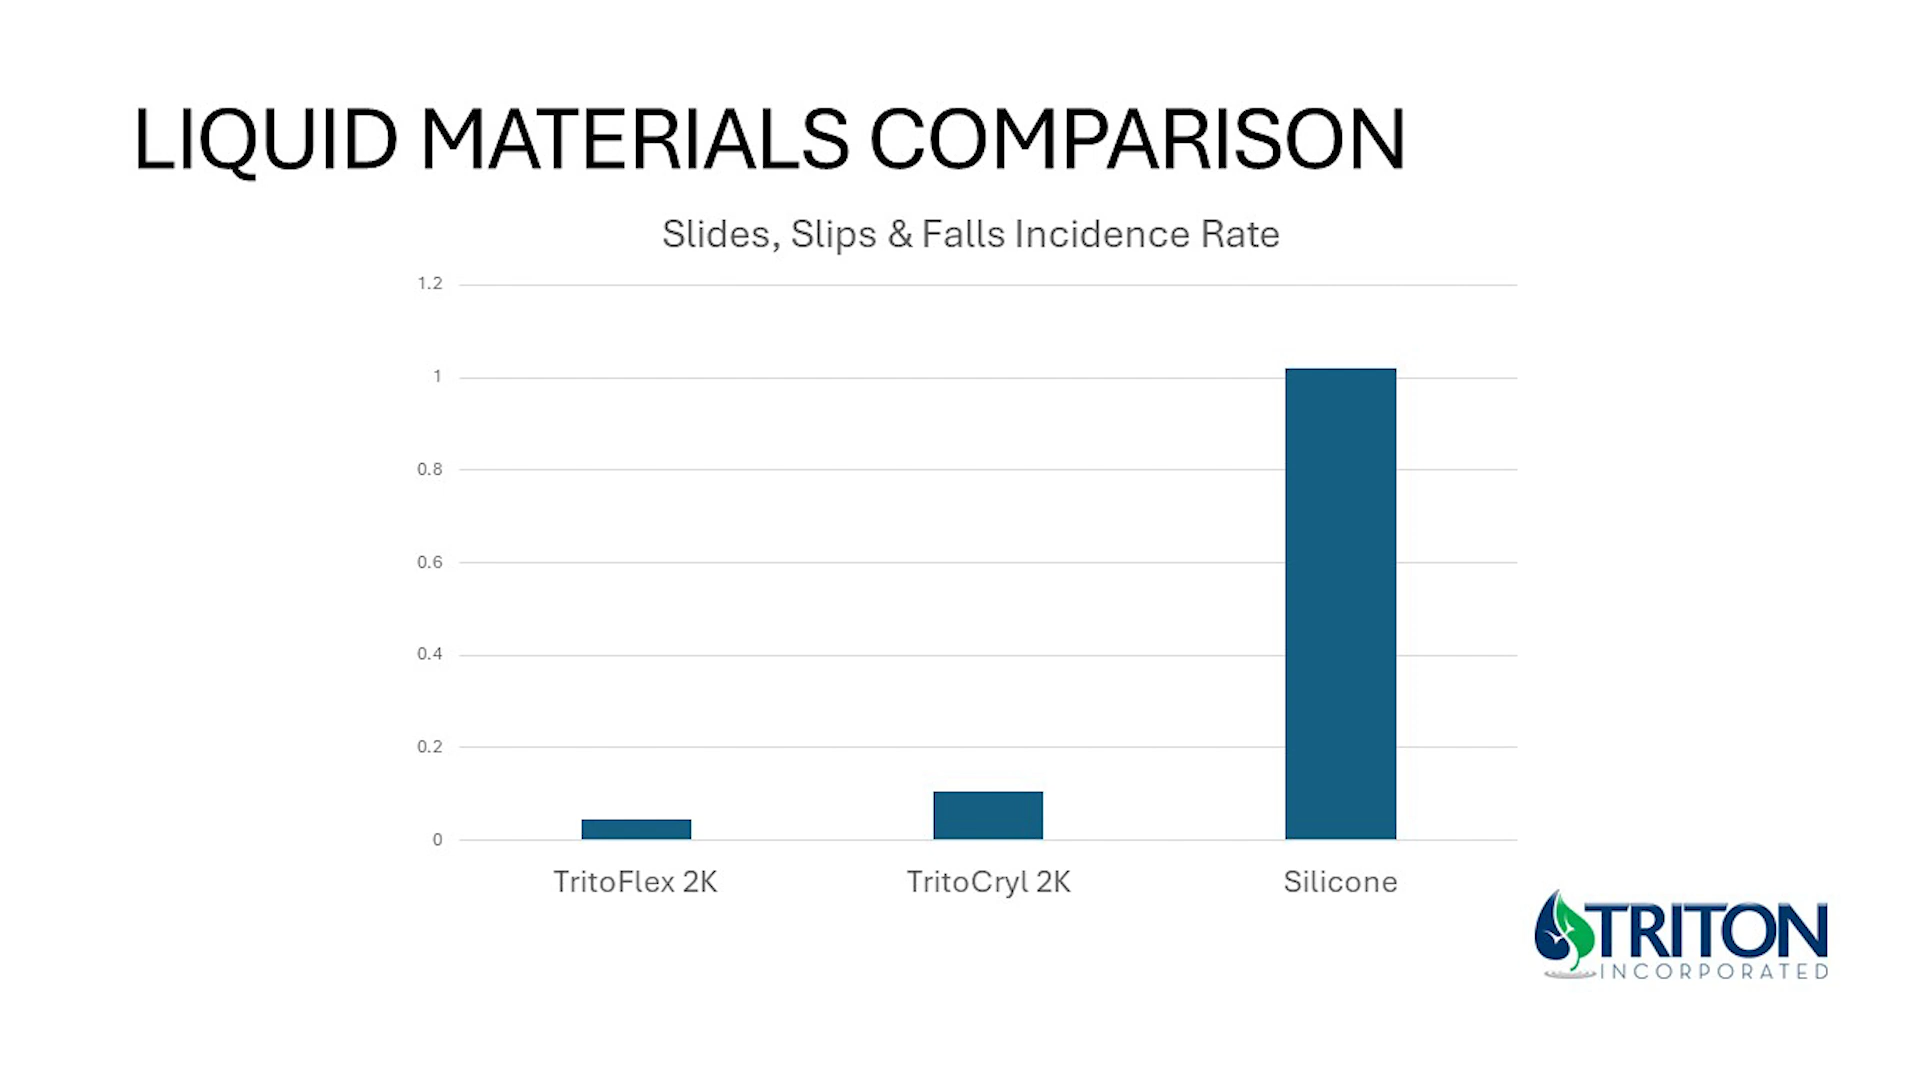 LIQUID MATERIALS COMPARISON
Slides, Slips & Falls Incidence Rate
1.2
1
0.8
0.6
0.4
0.2
0
TritoFlex 2K TritoCryl 2K Silicone
TRITON
INCORPORATED